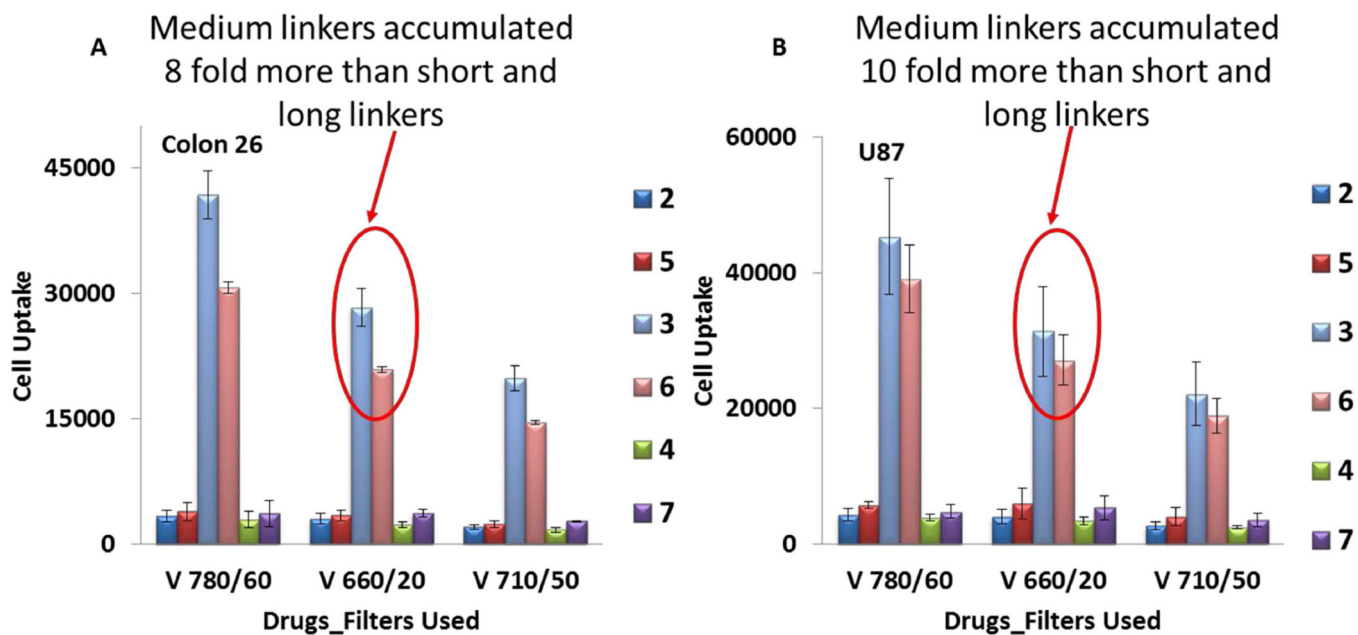 A
Medium linkers accumulated
8 fold more than short and
long linkers
Colon 26
45000
30000
15000
0
Cell Uptake
V 780/60 V 660/20 V 710/50
Drugs_Filters Used
2
5
3
6
4
7
B
Medium linkers accumulated
10 fold more than short and
long linkers
U87
60000
40000
20000
0
Cell Uptake
V 780/60 V 660/20 V 710/50
Drugs_Filters Used
2
5
3
6
4
7